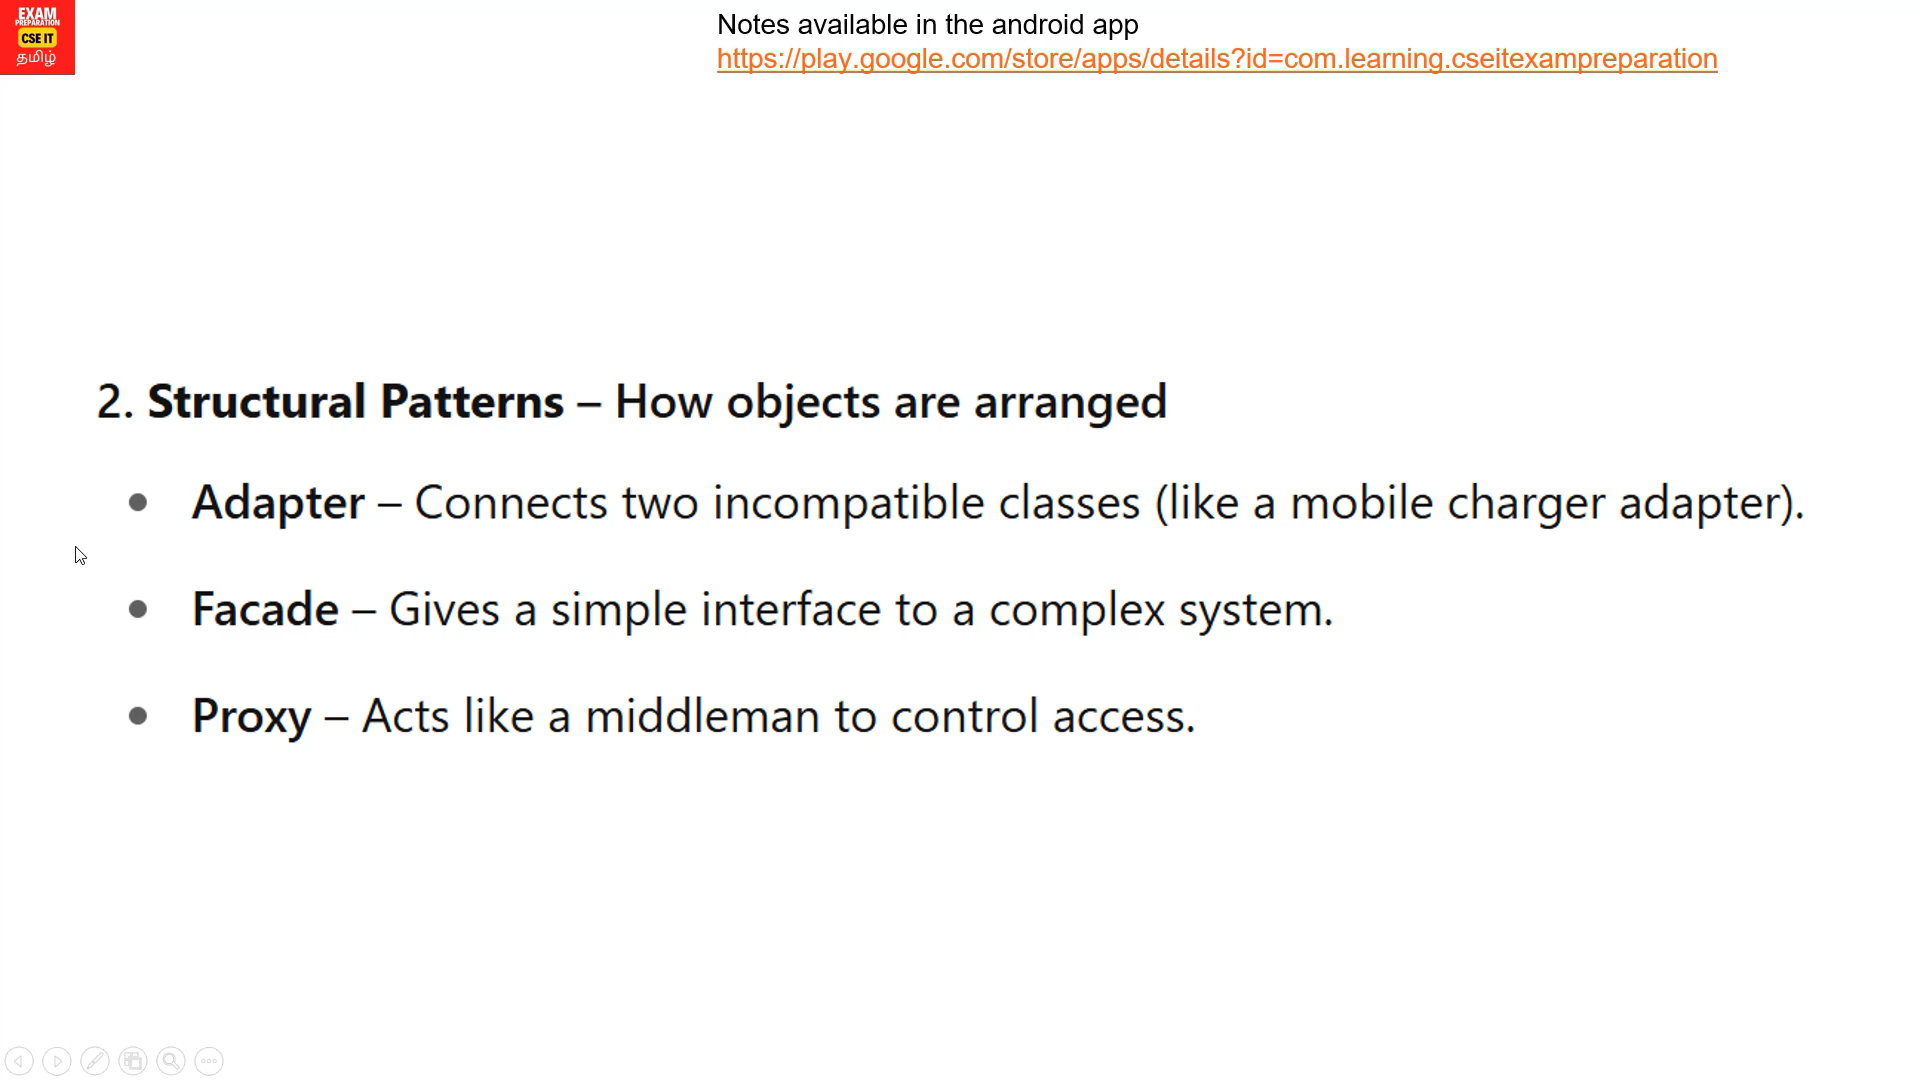 EXAM
PREPARATION
CSE IT
தமிழ்
Notes available in the android app
https://play.google.com/store/apps/details?id=com.learning.cseitexampreparation
2. Structural Patterns – How objects are arranged
• Adapter – Connects two incompatible classes (like a mobile charger adapter).
• Facade – Gives a simple interface to a complex system.
• Proxy – Acts like a middleman to control access.